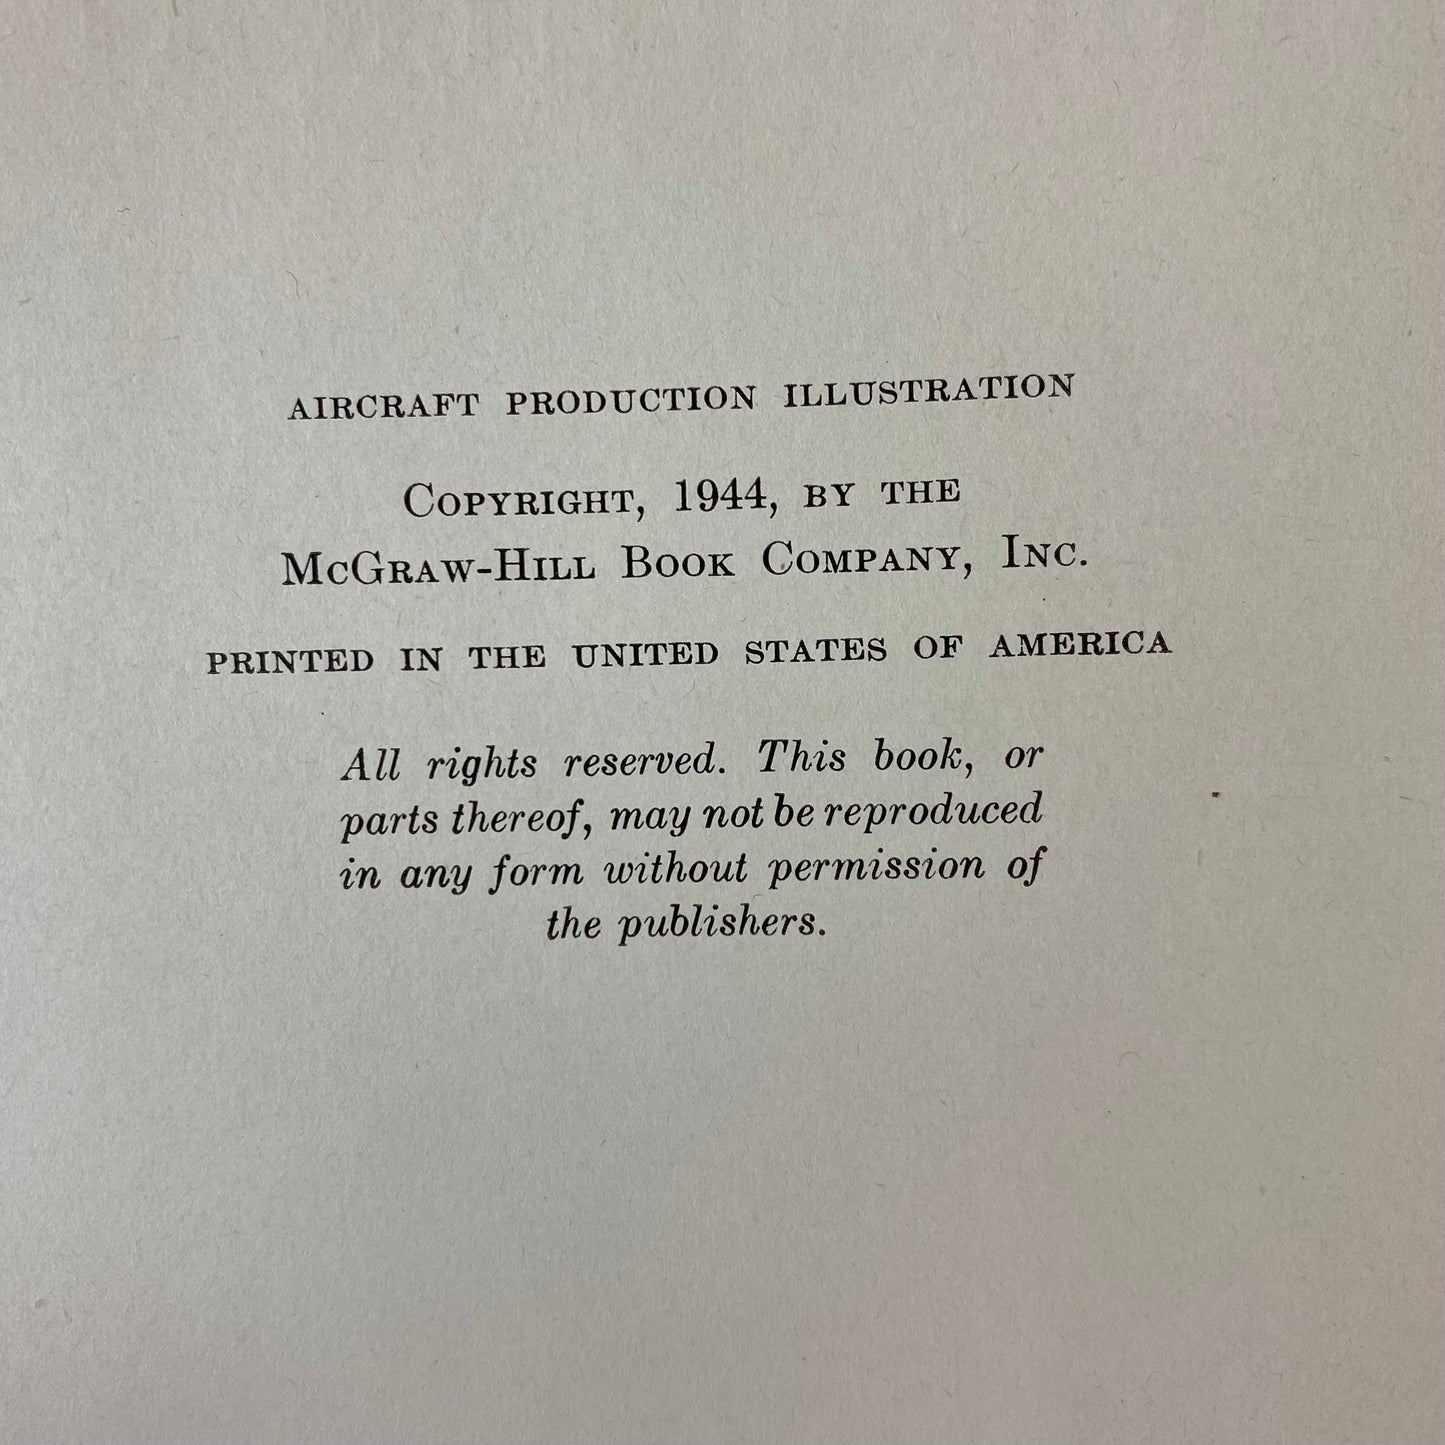 AIRCRAFT PRODUCTION ILLUSTRATION
COPYRIGHT, 1944, BY THE
MCGRAW-HILL BOOK COMPANY, INC.
PRINTED IN THE UNITED STATES OF AMERICA
All rights reserved. This book, or
parts thereof, may not be reproduced
in any form without permission of
the publishers.